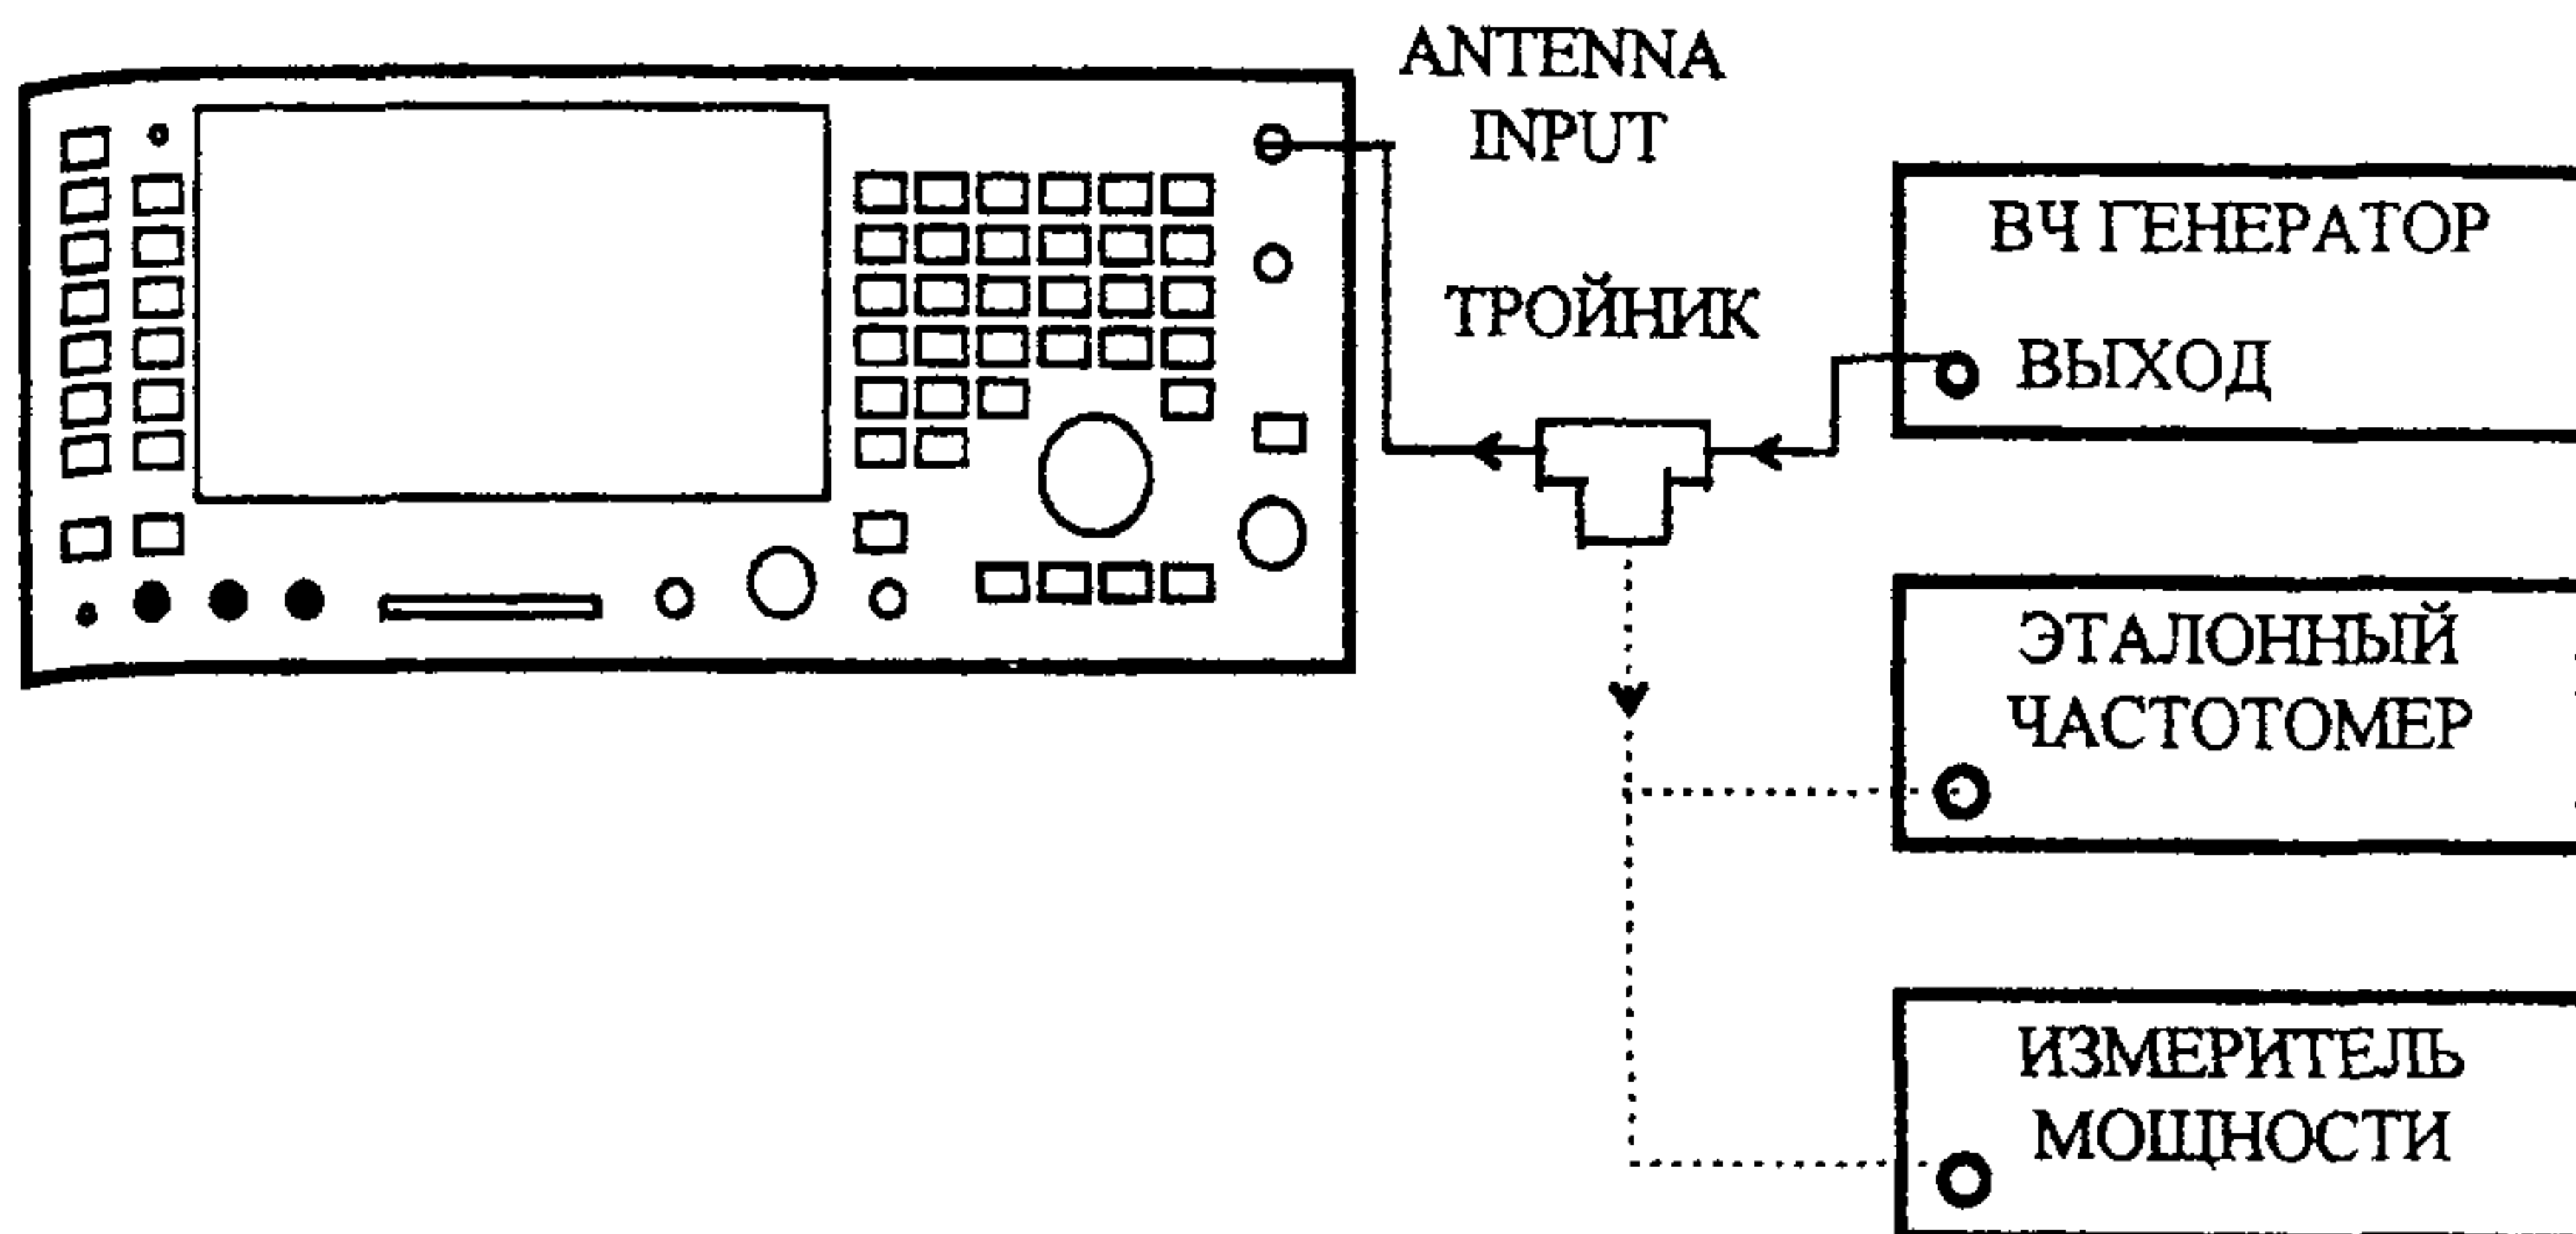 ANTENNA
INPUT
ТРОЙНИК
ВЧ ГЕНЕРАТОР
ВЫХОД
ЭТАЛОННЫЙ
ЧАСТОТОМЕР
ИЗМЕРИТЕЛЬ
МОЩНОСТИ